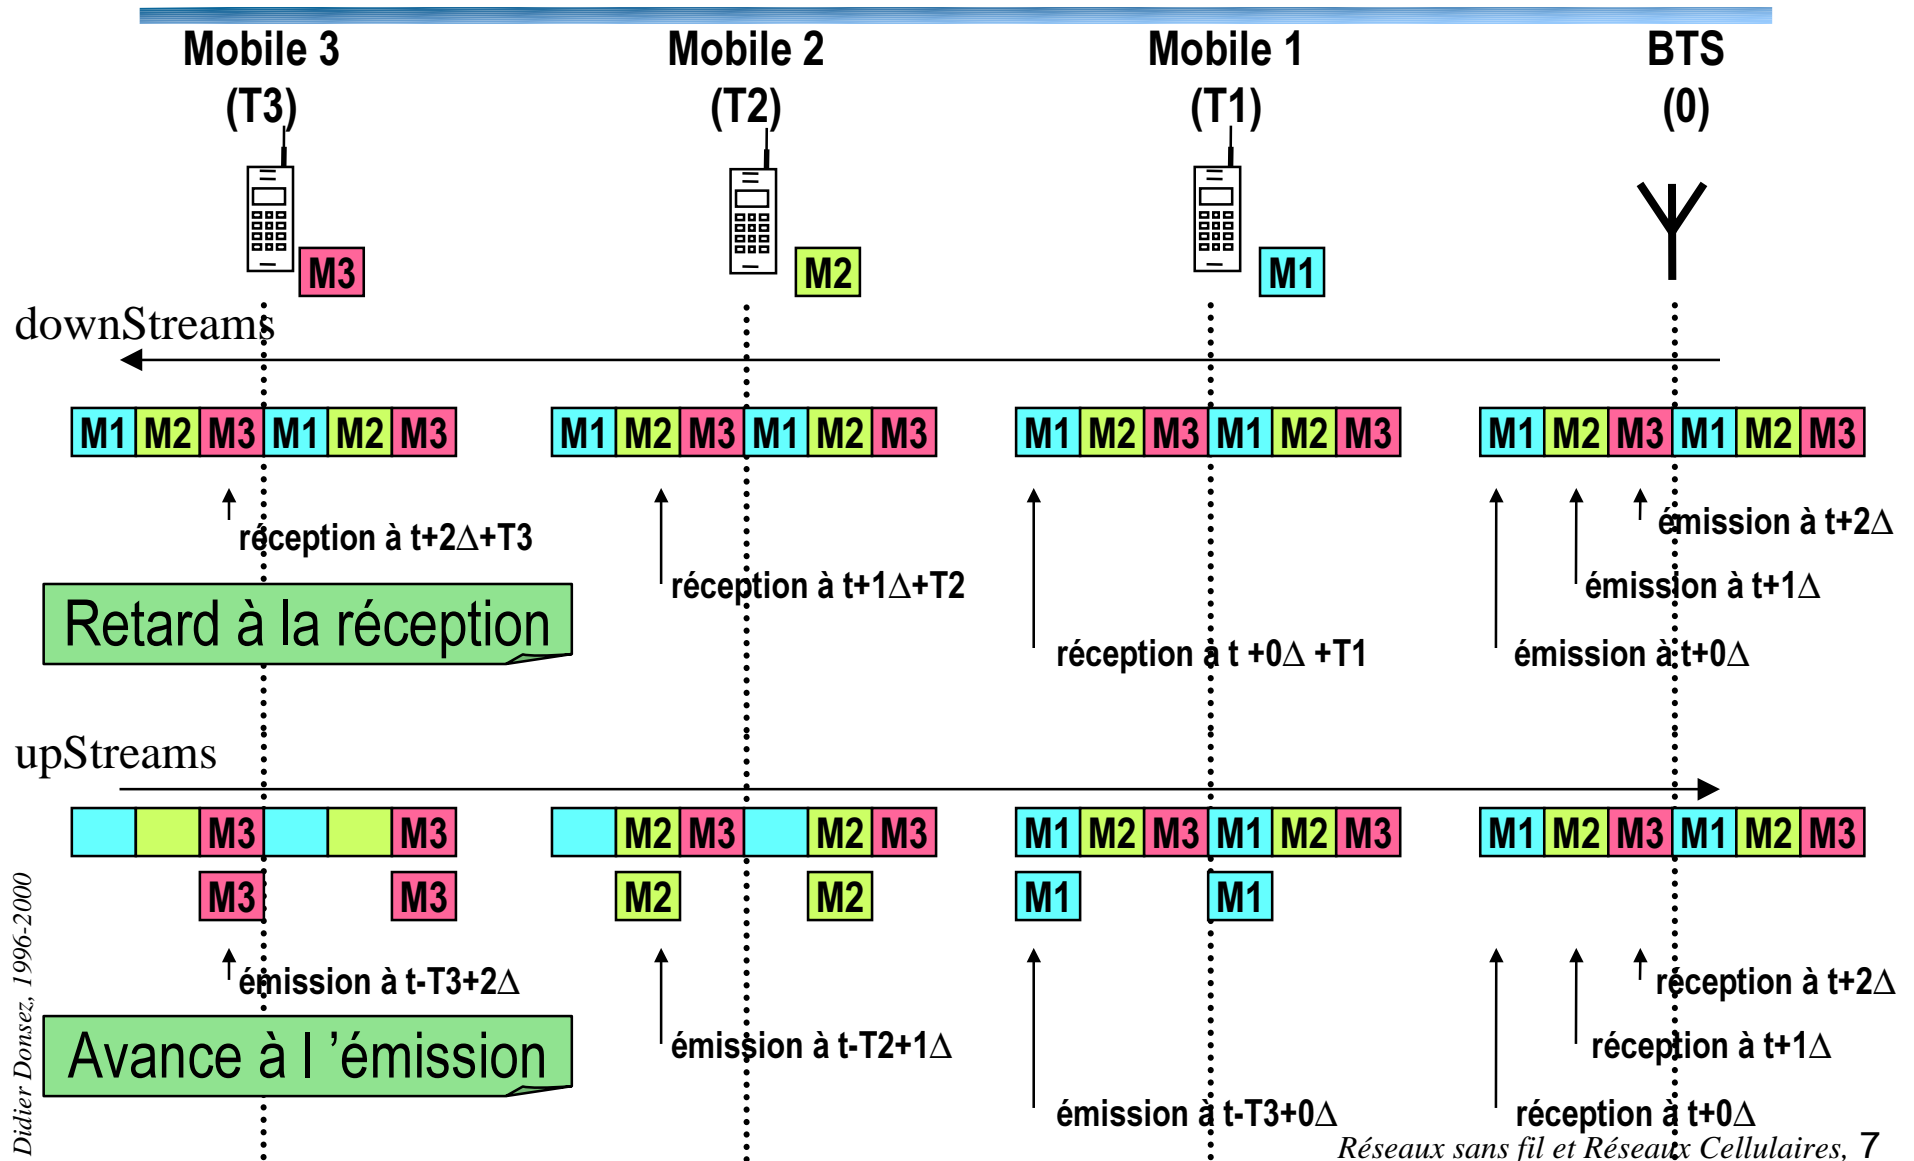 Mobile 3 Mobile 2 Mobile 1 BTS
(T3) (T2) (T1) (0)
M3 M2 M1
downStreams
M1 M2 M3 M1 M2 M3 M1 M2 M3 M1 M2 M3 M1 M2 M3 M1 M2 M3 M1 M2 M3 M1 M2 M3
émission à t+2Δ
réception à t+2Δ+T3
réception à t+1Δ+T2 émission à t+1Δ
Retard à la réception
réception à t +0Δ +T1 émission à t+0Δ
upStreams
M3 M3 M2 M3 M2 M3 M1 M2 M3 M1 M2 M3 M1 M2 M3 M1 M2 M3
M3 M3 M2 M2 M1 M1
émission à t-T3+2Δ réception à t+2Δ
Avance à l ’émission
émission à t-T2+1Δ réception à t+1Δ
émission à t-T3+0Δ réception à t+0Δ
Didier Donsez, 1996-2000
Réseaux sans fil et Réseaux Cellulaires, 7